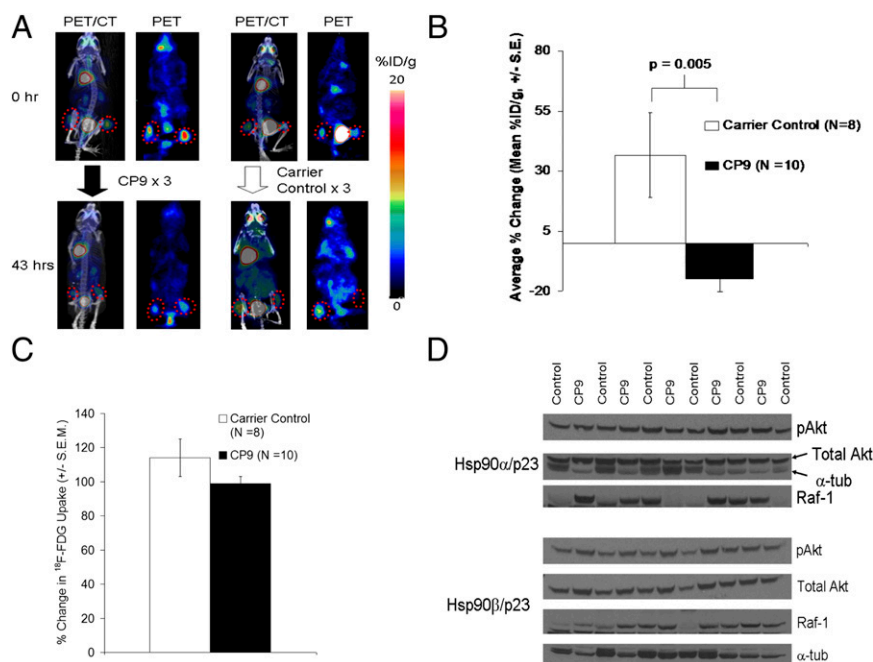 A
PET/CT PET PET/CT PET
%ID/g
20
0
0 hr
CP9 x 3
Carrier
Control x 3
43 hrs
B
Average % Change (Mean %ID/g, +/- S.E.)
80
55
30
5
-20
p = 0.005
Carrier Control (N=8)
CP9 (N =10)
C
% Change in ¹⁸F-FDG Upake (+/- S.E.M.)
140
120
100
80
60
40
20
0
Carrier Control
(N =8)
CP9 (N =10)
D
Control CP9 Control CP9 Control CP9 Control CP9 Control CP9 Control
Hsp90α/p23
pAkt
Total Akt
α-tub
Raf-1
Hsp90β/p23
pAkt
Total Akt
Raf-1
α-tub